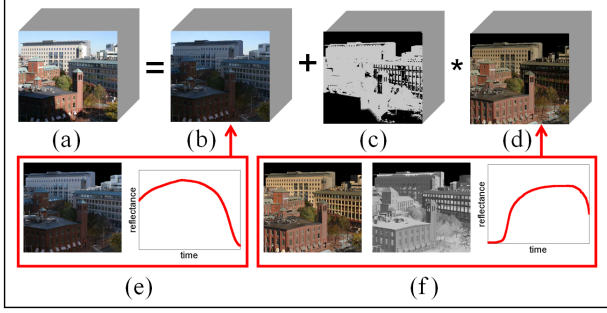 = + *
(a) (b) (c) (d)
reflectance
time
reflectance
time
(e) (f)